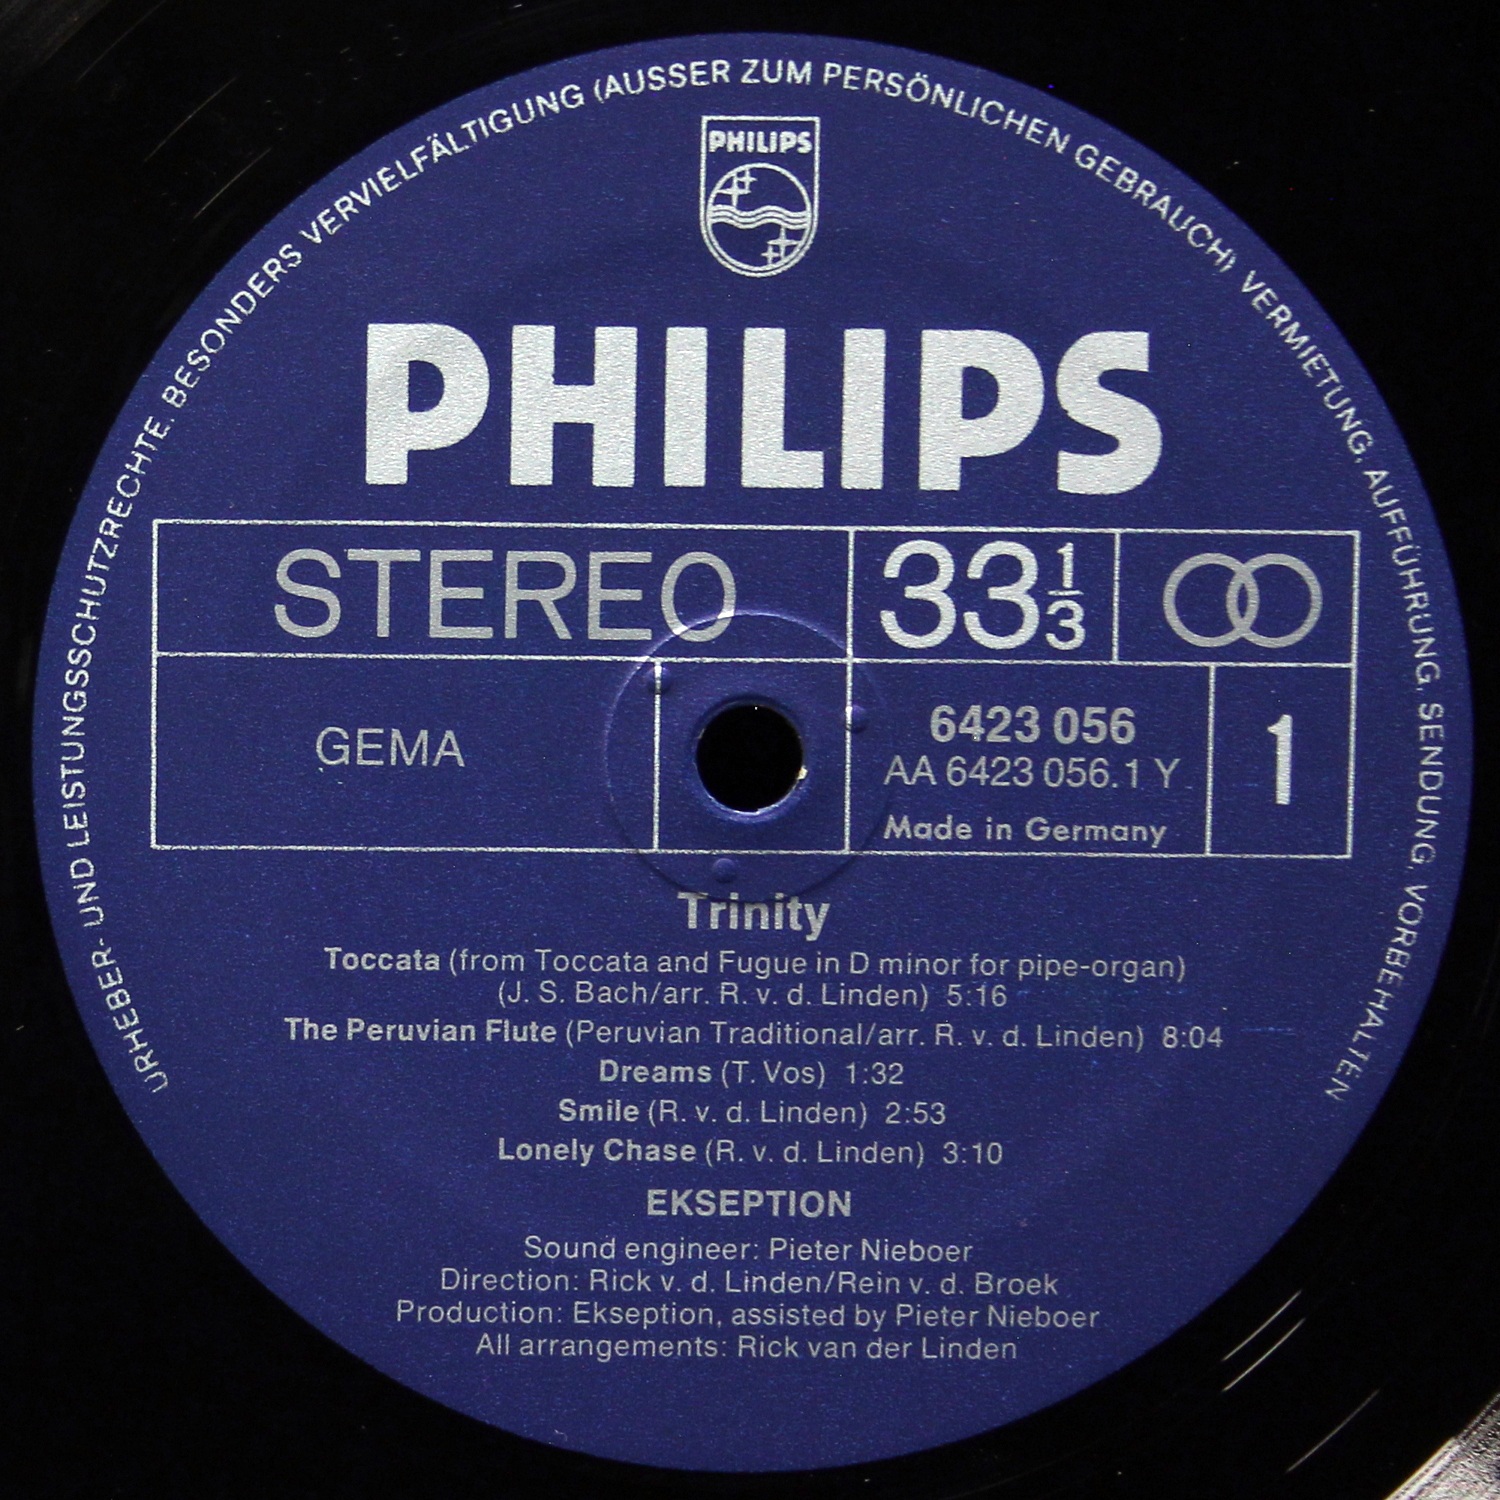 URHEBER- UND LEISTUNGSSCHUTZRECHTE, BESONDERS VERVIELFÄLTIGUNG (AUSSER ZUM PERSÖNLICHEN GEBRAUCH) VERMIETUNG, AUFFÜHRUNG, SENDUNG, VORBEHALTEN
PHILIPS
PHILIPS
STEREO
33 1/3
GEMA
6423 056
AA 6423 056.1 Y
Made in Germany
1
Trinity
Toccata (from Toccata and Fugue in D minor for pipe-organ)
(J. S. Bach/arr. R. v. d. Linden) 5:16
The Peruvian Flute (Peruvian Traditional/arr. R. v. d. Linden) 8:04
Dreams (T. Vos) 1:32
Smile (R. v. d. Linden) 2:53
Lonely Chase (R. v. d. Linden) 3:10
EKSEPTION
Sound engineer: Pieter Nieboer
Direction: Rick v. d. Linden/Rein v. d. Broek
Production: Ekseption, assisted by Pieter Nieboer
All arrangements: Rick van der Linden